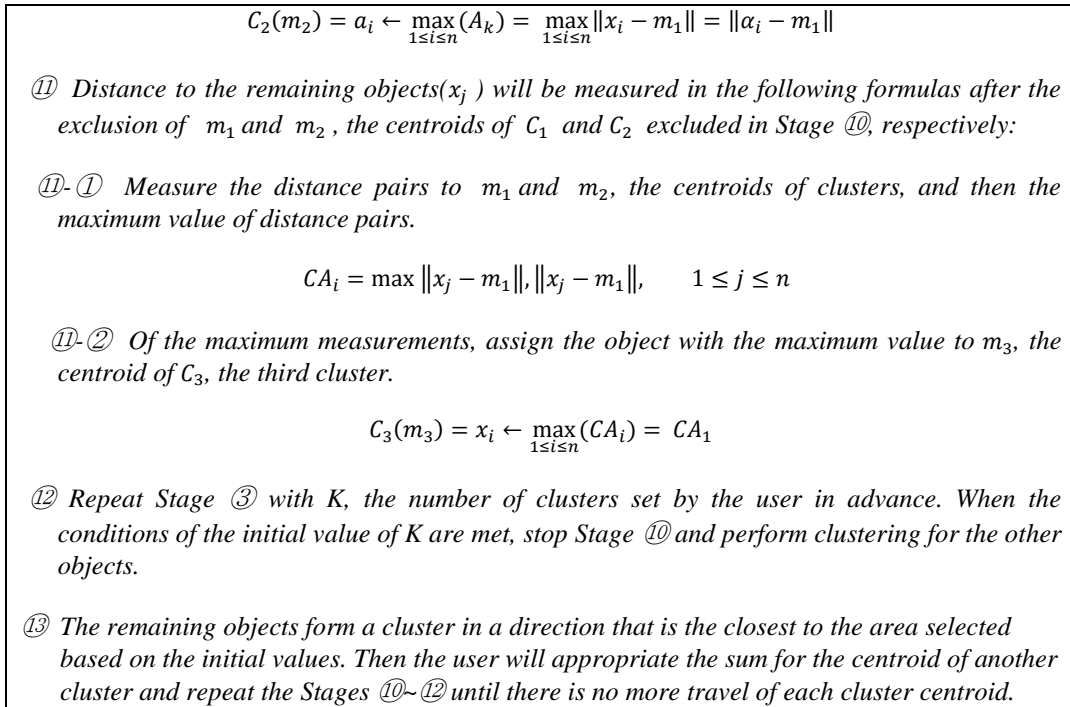 C₂(m₂) = aᵢ ← max(Aₖ) = max‖xᵢ − m₁‖ = ‖αᵢ − m₁‖
1≤i≤n 1≤i≤n
⑪ Distance to the remaining objects(xⱼ ) will be measured in the following formulas after the
exclusion of m₁ and m₂ , the centroids of C₁ and C₂ excluded in Stage ⑩, respectively:
⑪-① Measure the distance pairs to m₁ and m₂, the centroids of clusters, and then the
maximum value of distance pairs.
CAᵢ = max ‖xⱼ − m₁‖, ‖xⱼ − m₁‖, 1 ≤ j ≤ n
⑪-② Of the maximum measurements, assign the object with the maximum value to m₃, the
centroid of C₃, the third cluster.
C₃(m₃) = xᵢ ← max(CAᵢ) = CA₁
1≤i≤n
⑫ Repeat Stage ③ with K, the number of clusters set by the user in advance. When the
conditions of the initial value of K are met, stop Stage ⑩ and perform clustering for the other
objects.
⑬ The remaining objects form a cluster in a direction that is the closest to the area selected
based on the initial values. Then the user will appropriate the sum for the centroid of another
cluster and repeat the Stages ⑩~⑫ until there is no more travel of each cluster centroid.